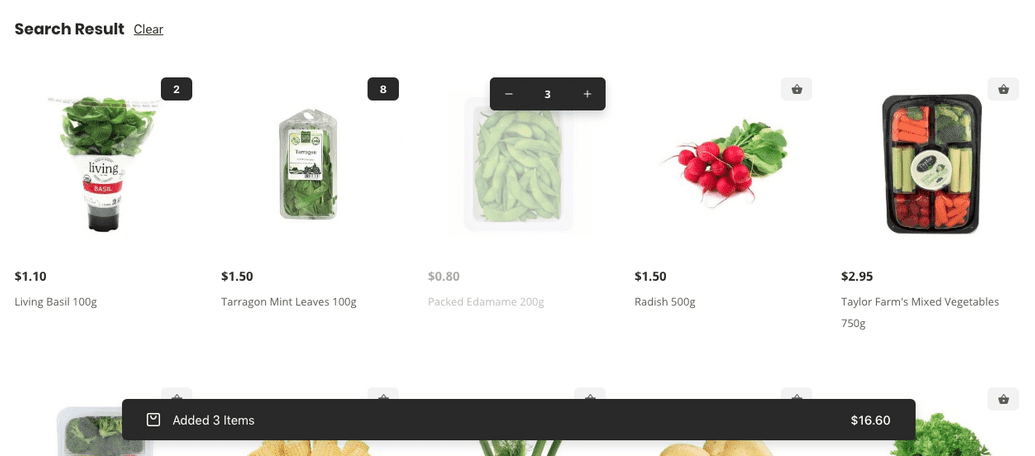 Search Result Clear
2
8
− 3 +
living
BASIL
Tarragon
$1.10
$1.50
$0.80
$1.50
$2.95
Living Basil 100g
Tarragon Mint Leaves 100g
Packed Edamame 200g
Radish 500g
Taylor Farm's Mixed Vegetables
750g
Added 3 Items
$16.60